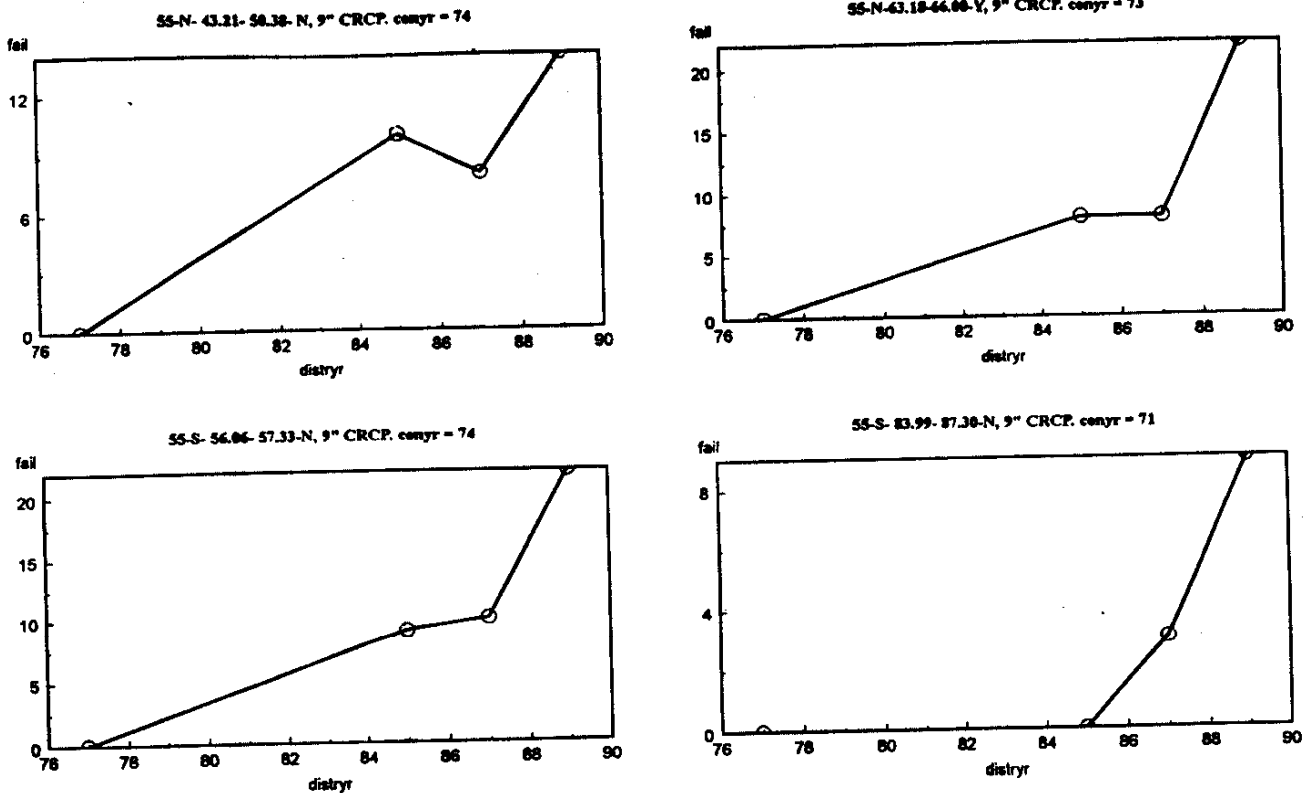 55-N- 43.21- 50.38- N, 9" CRCP. conyr = 74
fail
12
6
0
76 78 80 82 84 86 88 90
distryr
55-N-63.18-66.00-Y, 9" CRCP. conyr = 73
fail
20
15
10
5
0
76 78 80 82 84 86 88 90
distryr
55-S- 56.06- 57.33-N, 9" CRCP. conyr = 74
fail
20
15
10
5
0
76 78 80 82 84 86 88 90
distryr
55-S- 83.99- 87.30-N, 9" CRCP. conyr = 71
fail
8
4
0
76 78 80 82 84 86 88 90
distryr